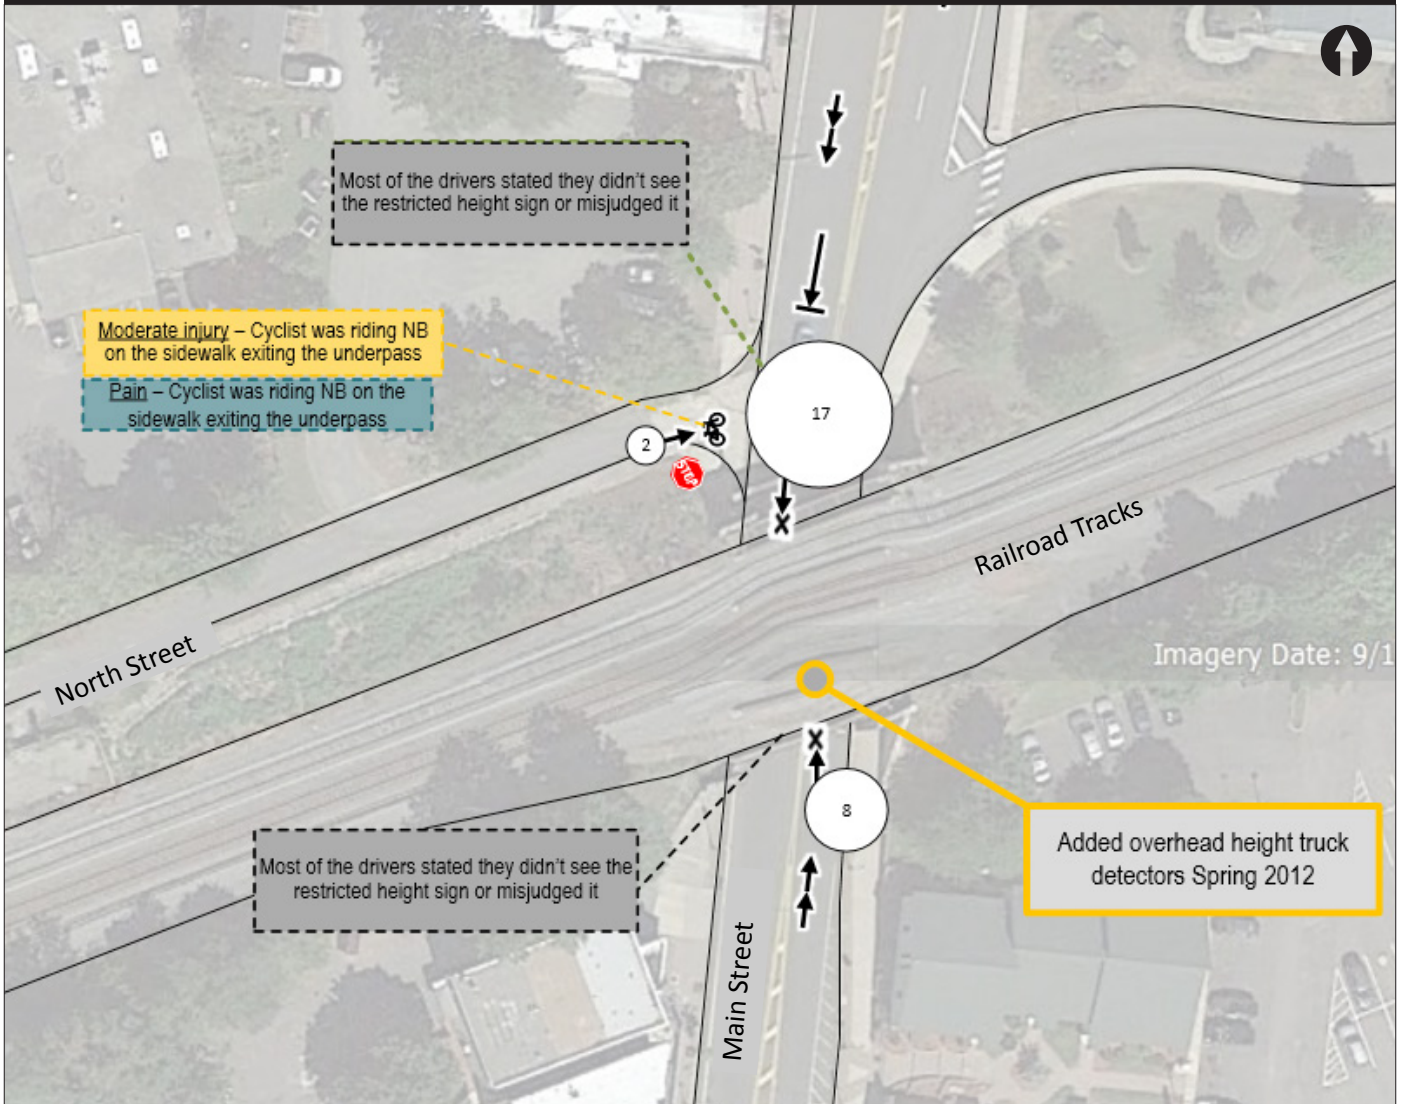 Most of the drivers stated they didn't see
the restricted height sign or misjudged it
Moderate injury – Cyclist was riding NB
on the sidewalk exiting the underpass
Pain – Cyclist was riding NB on the
sidewalk exiting the underpass
17
2
STOP
X
Railroad Tracks
North Street
Imagery Date: 9/1
X
8
Added overhead height truck
detectors Spring 2012
Most of the drivers stated they didn't see the
restricted height sign or misjudged it
Main Street